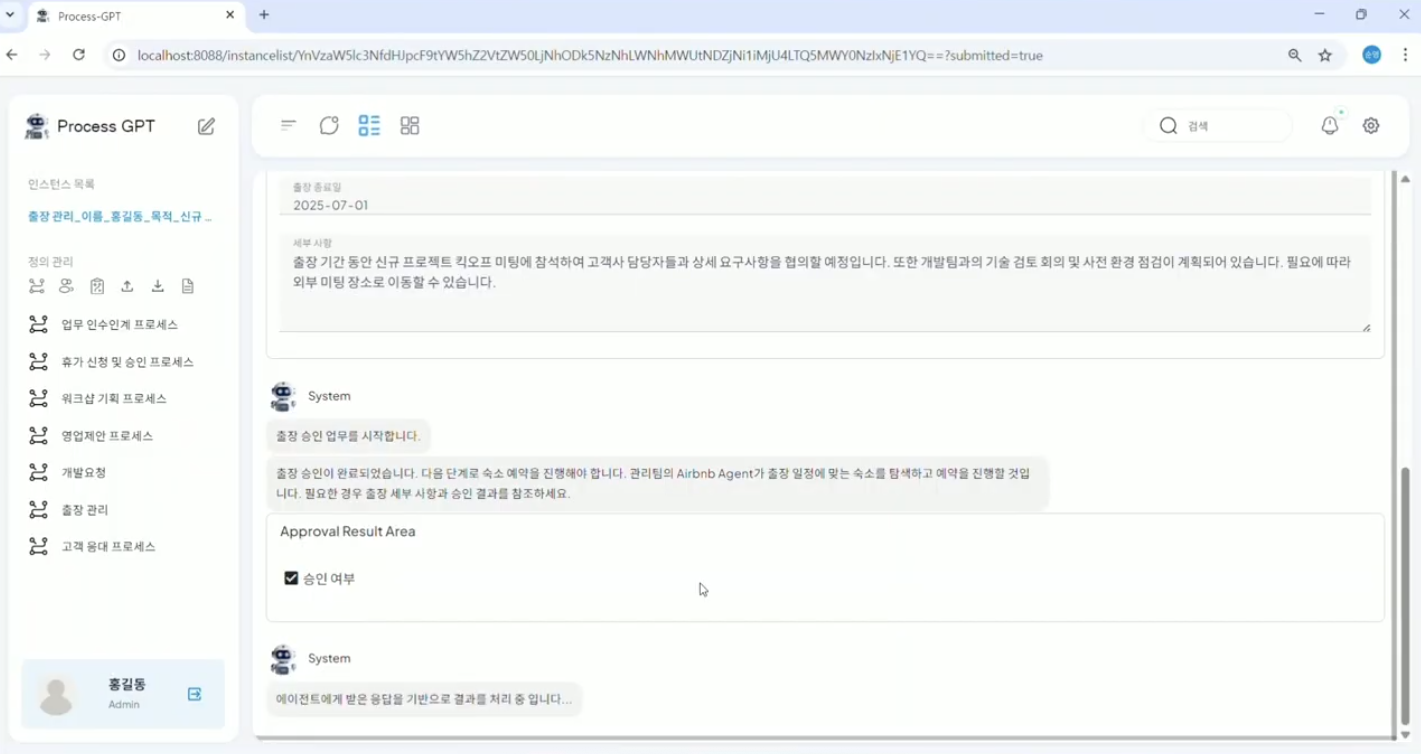 Process-GPT
localhost:8088/instancelist/YnVzaW5lc3NfdHJpcF9tYW5hZ2VtZW50LjNhODk5NzNhLWNhMWUtNDZjNi1iMjU4LTQ5MWY0NzIxNjE1YQ==?submitted=true
순영
Process GPT
검색
인스턴스 목록
출장 관리_이름_홍길동_목적_신규 ...
정의 관리
업무 인수인계 프로세스
휴가 신청 및 승인 프로세스
워크샵 기획 프로세스
영업제안 프로세스
개발요청
출장 관리
고객 응대 프로세스
홍길동
Admin
출장 종료일
2025-07-01
세부 사항
출장 기간 동안 신규 프로젝트 킥오프 미팅에 참석하여 고객사 담당자들과 상세 요구사항을 협의할 예정입니다. 또한 개발팀과의 기술 검토 회의 및 사전 환경 점검이 계획되어 있습니다. 필요에 따라
외부 미팅 장소로 이동할 수 있습니다.
System
출장 승인 업무를 시작합니다.
출장 승인이 완료되었습니다. 다음 단계로 숙소 예약을 진행해야 합니다. 관리팀의 Airbnb Agent가 출장 일정에 맞는 숙소를 탐색하고 예약을 진행할 것입
니다. 필요한 경우 출장 세부 사항과 승인 결과를 참조하세요.
Approval Result Area
승인 여부
System
에이전트에게 받은 응답을 기반으로 결과를 처리 중 입니다...